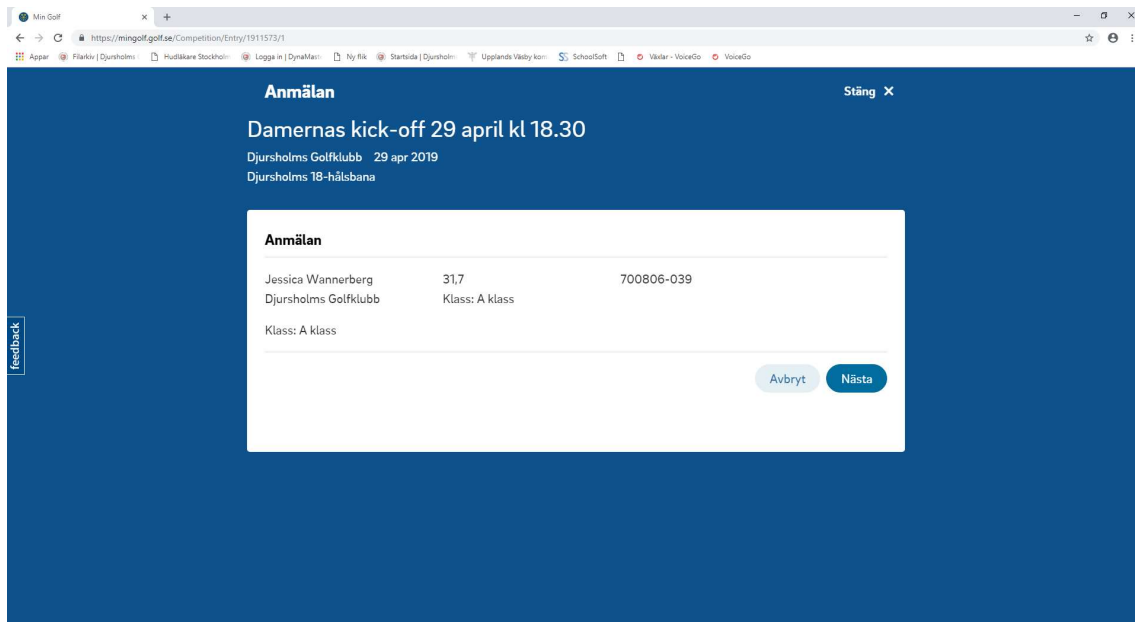 Min Golf
https://mingolf.golf.se/Competition/Entry/1911573/1
Appar Filarkiv | Djursholms Hudläkare Stockholm Logga in | DynaMast Ny flik Startsida | Djursholm Upplands Väsby kom SchoolSoft Växlar - VoiceGo VoiceGo
Anmälan Stäng X
Damernas kick-off 29 april kl 18.30
Djursholms Golfklubb 29 apr 2019
Djursholms 18-hålsbana
Anmälan
Jessica Wannerberg 31,7 700806-039
Djursholms Golfklubb Klass: A klass
Klass: A klass
feedback
Avbryt Nästa